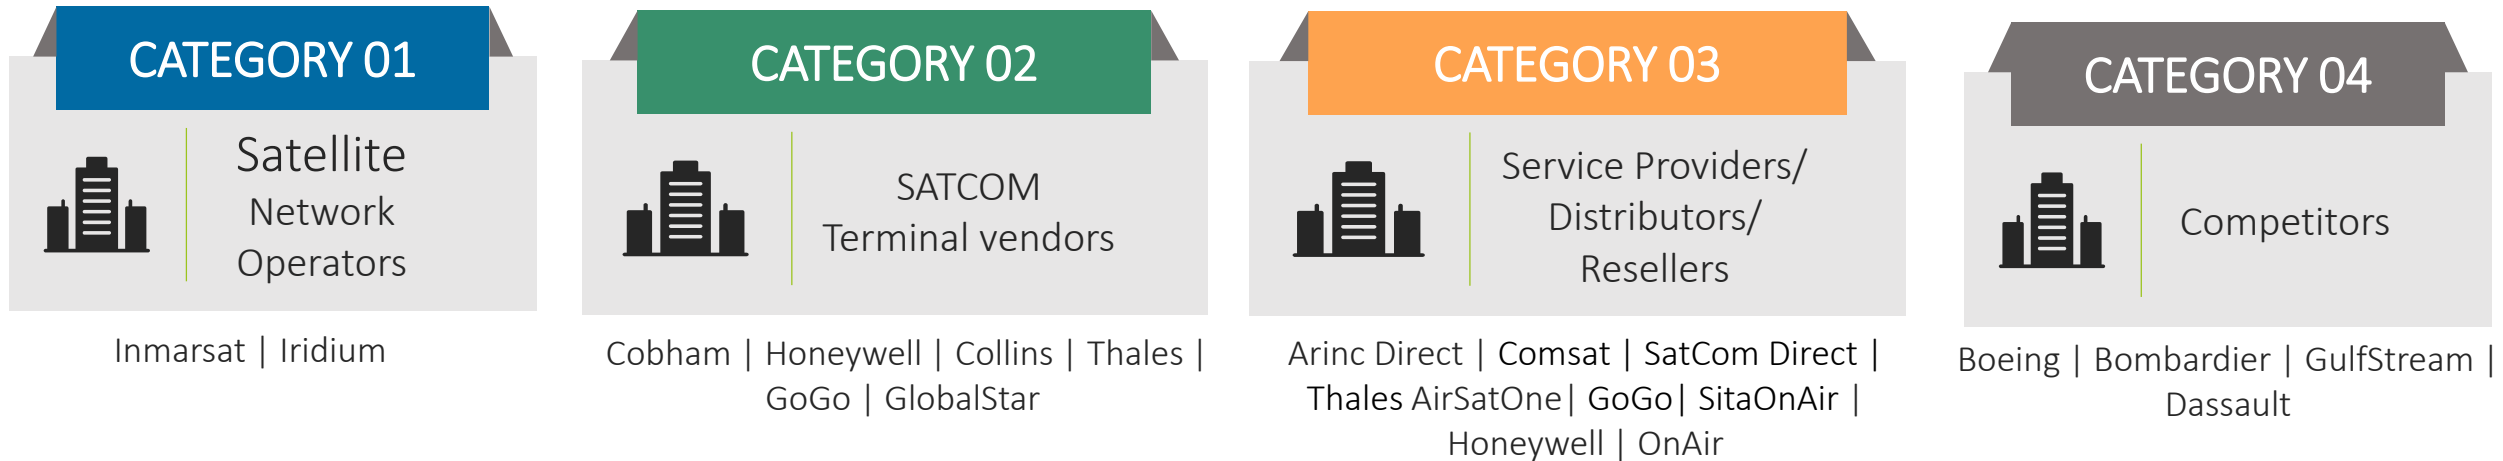 CATEGORY 01
Satellite
Network
Operators
Inmarsat | Iridium
CATEGORY 02
SATCOM
Terminal vendors
Cobham | Honeywell | Collins | Thales |
GoGo | GlobalStar
CATEGORY 03
Service Providers/
Distributors/
Resellers
Arinc Direct | Comsat | SatCom Direct |
Thales AirSatOne| GoGo| SitaOnAir |
Honeywell | OnAir
CATEGORY 04
Competitors
Boeing | Bombardier | GulfStream |
Dassault